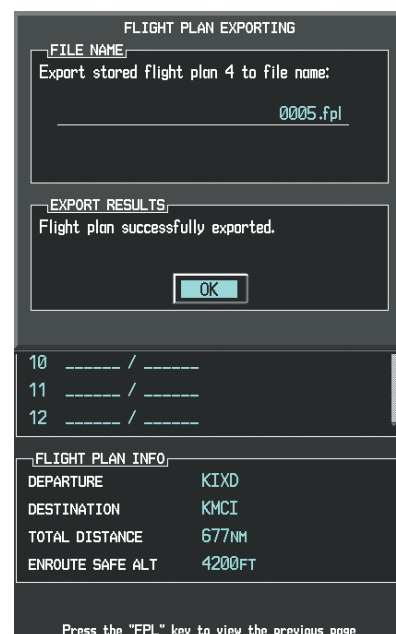 FLIGHT PLAN EXPORTING
FILE NAME
Export stored flight plan 4 to file name:
0005.fpl
EXPORT RESULTS
Flight plan successfully exported.
OK
10 ______ / ______
11 ______ / ______
12 ______ / ______
FLIGHT PLAN INFO
DEPARTURE KIXD
DESTINATION KMCI
TOTAL DISTANCE 677NM
ENROUTE SAFE ALT 4200FT
Press the "FPL" key to view the previous page